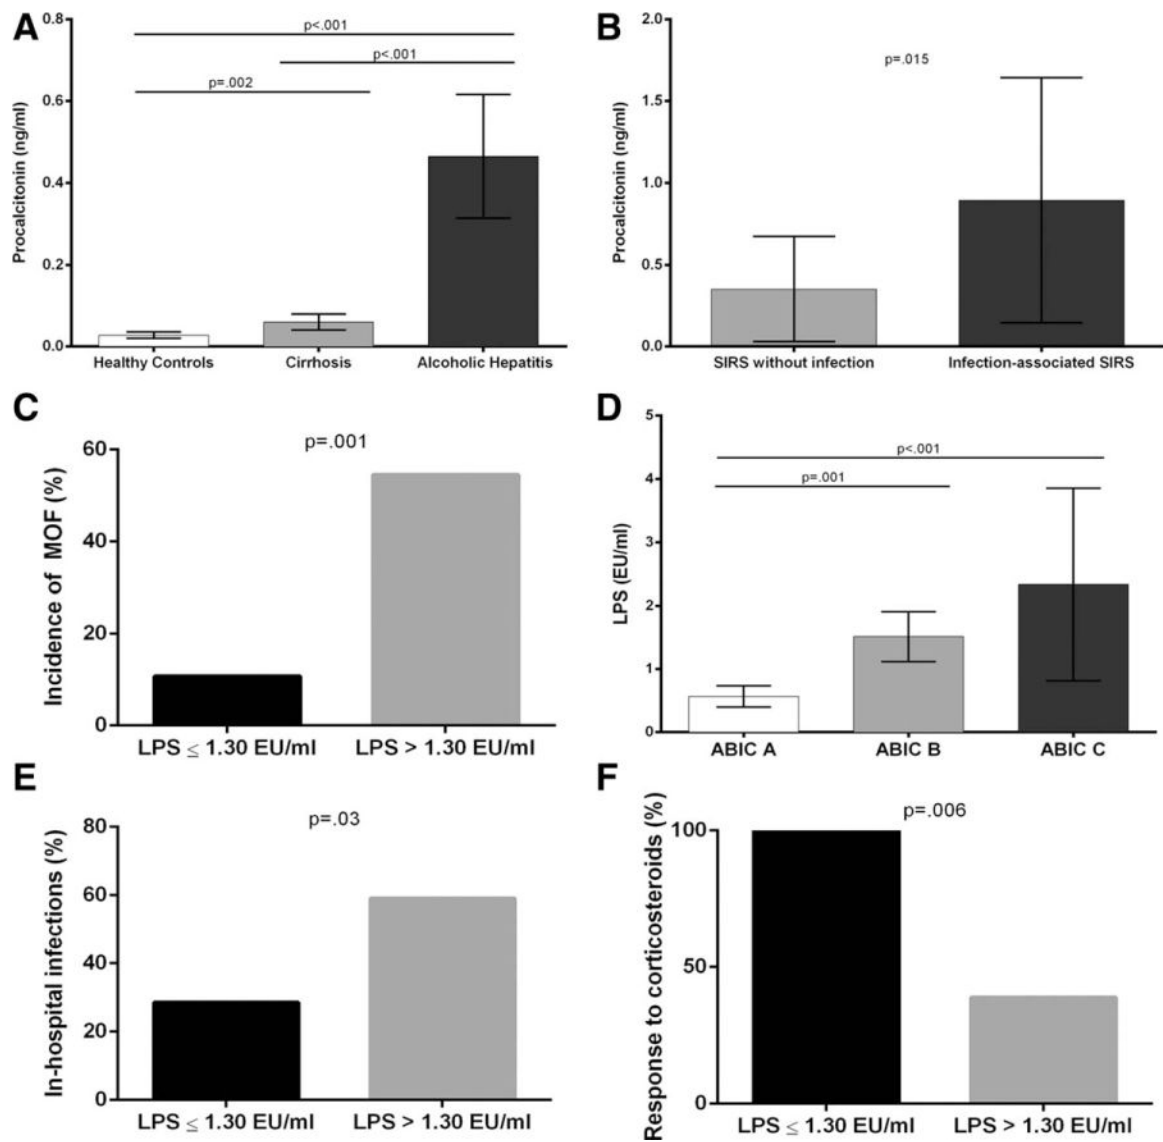 A
Procalcitonin (ng/ml)
0.8
0.6
0.4
0.2
0.0
p<.001
p<.001
p=.002
Healthy Controls
Cirrhosis
Alcoholic Hepatitis
B
Procalcitonin (ng/ml)
2.0
1.5
1.0
0.5
0.0
p=.015
SIRS without infection
Infection-associated SIRS
C
Incidence of MOF (%)
60
40
20
0
p=.001
LPS ≤ 1.30 EU/ml
LPS > 1.30 EU/ml
D
LPS (EU/ml)
5
4
3
2
1
0
p<.001
p=.001
ABIC A
ABIC B
ABIC C
E
In-hospital infections (%)
80
60
40
20
0
p=.03
LPS ≤ 1.30 EU/ml
LPS > 1.30 EU/ml
F
Response to corticosteroids (%)
100
50
0
p=.006
LPS ≤ 1.30 EU/ml
LPS > 1.30 EU/ml